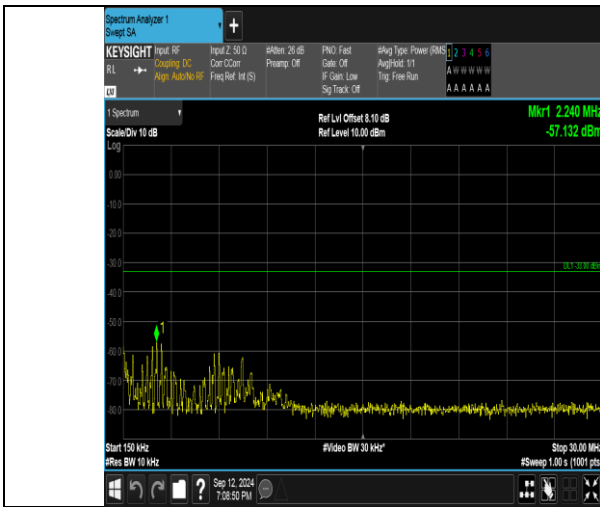 Spectrum Analyzer 1
Swept SA
+
KEYSIGHT Input: RF Input Z: 50 Ω #Atten: 26 dB PNO: Fast #Avg Type: Power (RMS 1 2 3 4 5 6
RL Coupling: DC Corr CCorr Preamp: Off Gate: Off Avg|Hold: 1/1 A W W W W W
Align: Auto/No RF Freq Ref: Int (S) IF Gain: Low Trig: Free Run
Sig Track: Off A A A A A A
LXI
1 Spectrum Ref Lvl Offset 8.10 dB Mkr1 2.240 MHz
Scale/Div 10 dB Ref Level 10.00 dBm -57.132 dBm
Log
0.00
-10.0
-20.0
-30.0
DL1 -33.00 dBm
-40.0
-50.0
1
-60.0
-70.0
-80.0
Start 150 kHz #Video BW 30 kHz* Stop 30.00 MHz
#Res BW 10 kHz #Sweep 1.00 s (1001 pts
? Sep 12, 2024
7:08:50 PM